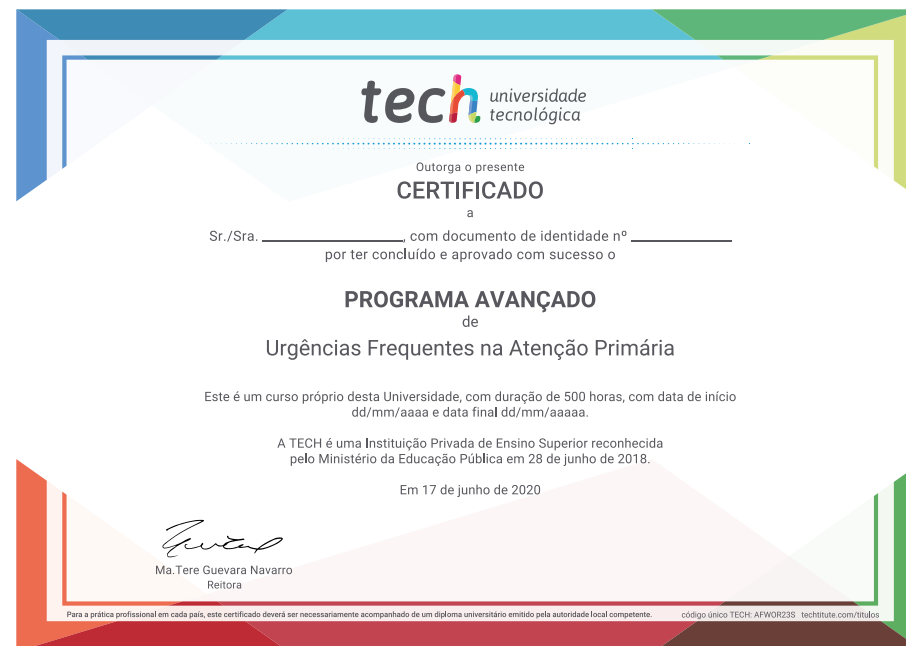 tech universidade
tecnológica
Outorga o presente
CERTIFICADO
a
Sr./Sra. ____________________, com documento de identidade nº ______________
por ter concluído e aprovado com sucesso o
PROGRAMA AVANÇADO
de
Urgências Frequentes na Atenção Primária
Este é um curso próprio desta Universidade, com duração de 500 horas, com data de início
dd/mm/aaaa e data final dd/mm/aaaaa.
A TECH é uma Instituição Privada de Ensino Superior reconhecida
pelo Ministério da Educação Pública em 28 de junho de 2018.
Em 17 de junho de 2020
Ma.Tere Guevara Navarro
Reitora
Para a prática profissional em cada país, este certificado deverá ser necessariamente acompanhado de um diploma universitário emitido pela autoridade local competente. código único TECH: AFWOR23S techtitute.com/titulos